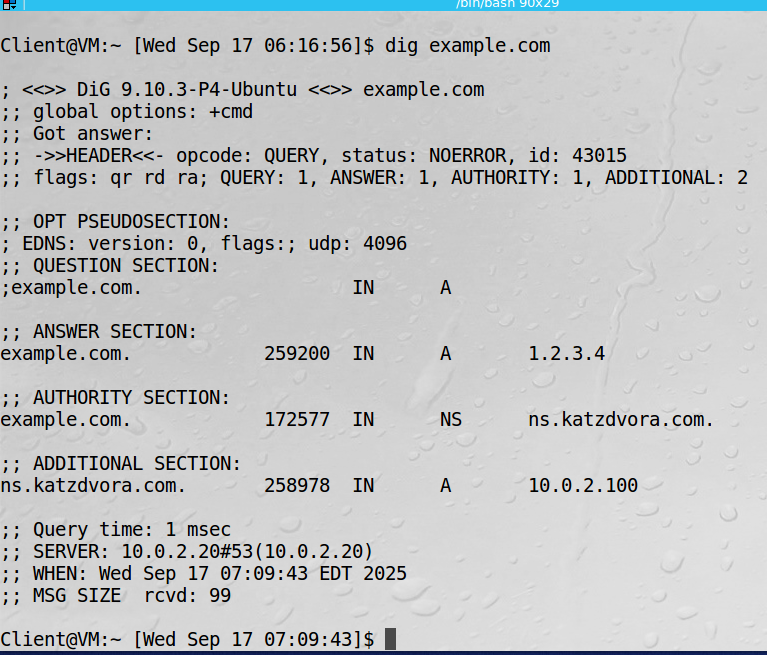 /bin/bash 90x29
Client@VM:~ [Wed Sep 17 06:16:56]$ dig example.com
; <<>> DiG 9.10.3-P4-Ubuntu <<>> example.com
;; global options: +cmd
;; Got answer:
;; ->>HEADER<<- opcode: QUERY, status: NOERROR, id: 43015
;; flags: qr rd ra; QUERY: 1, ANSWER: 1, AUTHORITY: 1, ADDITIONAL: 2
;; OPT PSEUDOSECTION:
; EDNS: version: 0, flags:; udp: 4096
;; QUESTION SECTION:
;example.com. IN A
;; ANSWER SECTION:
example.com. 259200 IN A 1.2.3.4
;; AUTHORITY SECTION:
example.com. 172577 IN NS ns.katzdvora.com.
;; ADDITIONAL SECTION:
ns.katzdvora.com. 258978 IN A 10.0.2.100
;; Query time: 1 msec
;; SERVER: 10.0.2.20#53(10.0.2.20)
;; WHEN: Wed Sep 17 07:09:43 EDT 2025
;; MSG SIZE rcvd: 99
Client@VM:~ [Wed Sep 17 07:09:43]$